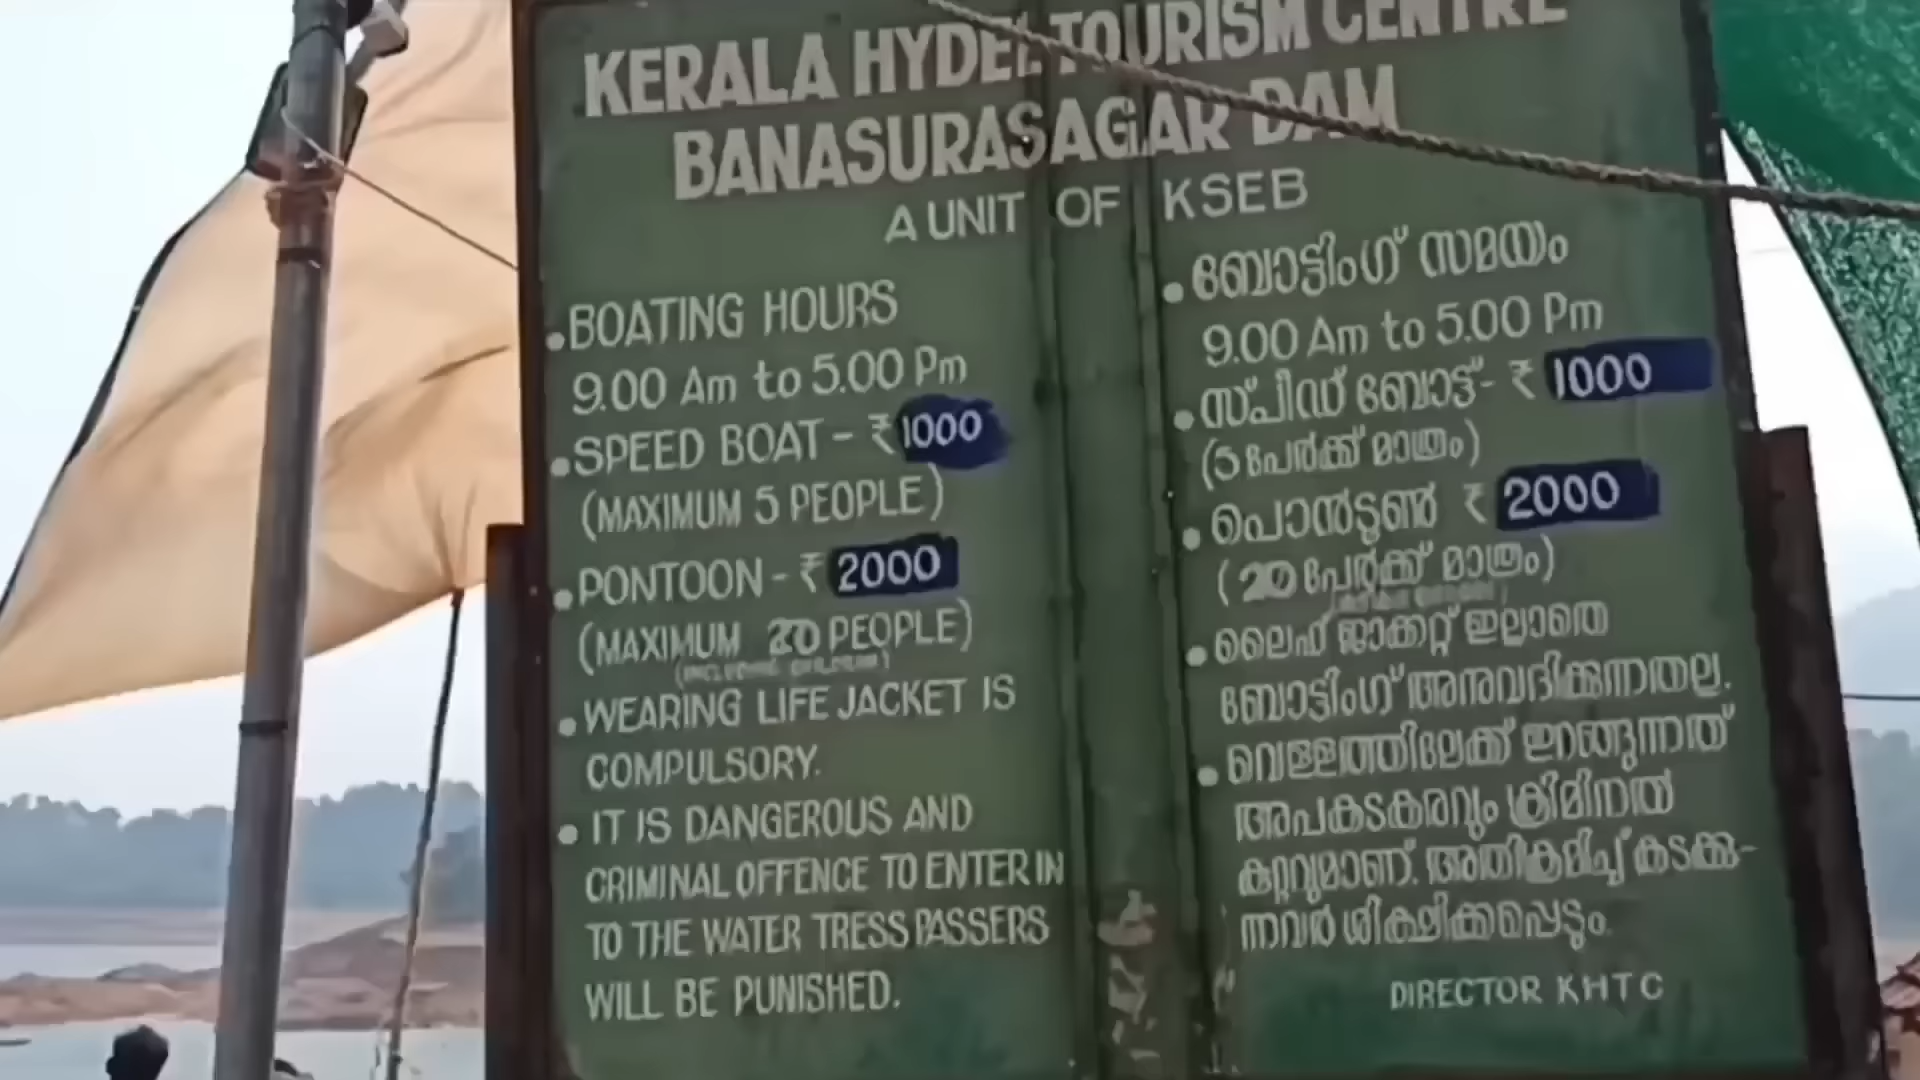 KERALA HYDEL TOURISM CENTRE
BANASURASAGAR DAM
A UNIT OF KSEB
• BOATING HOURS
9.00 Am to 5.00 Pm
• SPEED BOAT - ₹ 1000
(MAXIMUM 5 PEOPLE)
• PONTOON - ₹ 2000
(MAXIMUM 20 PEOPLE)
(INCLUDING CHILDREN)
• WEARING LIFE JACKET IS
COMPULSORY.
• IT IS DANGEROUS AND
CRIMINAL OFFENCE TO ENTER IN
TO THE WATER TRESS PASSERS
WILL BE PUNISHED.
• ബോട്ടിംഗ് സമയം
9.00 Am to 5.00 Pm
• സ്പീഡ് ബോട്ട് - ₹ 1000
(5 പേർക്ക് മാത്രം)
• പൊൻടൂൺ ₹ 2000
(20 പേർക്ക് മാത്രം)
• ലൈഫ് ജാക്കറ്റ് ഇല്ലാതെ
ബോട്ടിംഗ് അനുവദിക്കുന്നതല്ല.
• വെള്ളത്തിലേക്ക് ഇറങ്ങുന്നത്
അപകടകരവും ക്രിമിനൽ
കുറ്റവുമാണ്. അതിക്രമിച്ച് കടക്കു-
ന്നവർ ശിക്ഷിക്കപ്പെടും.
DIRECTOR KHTC